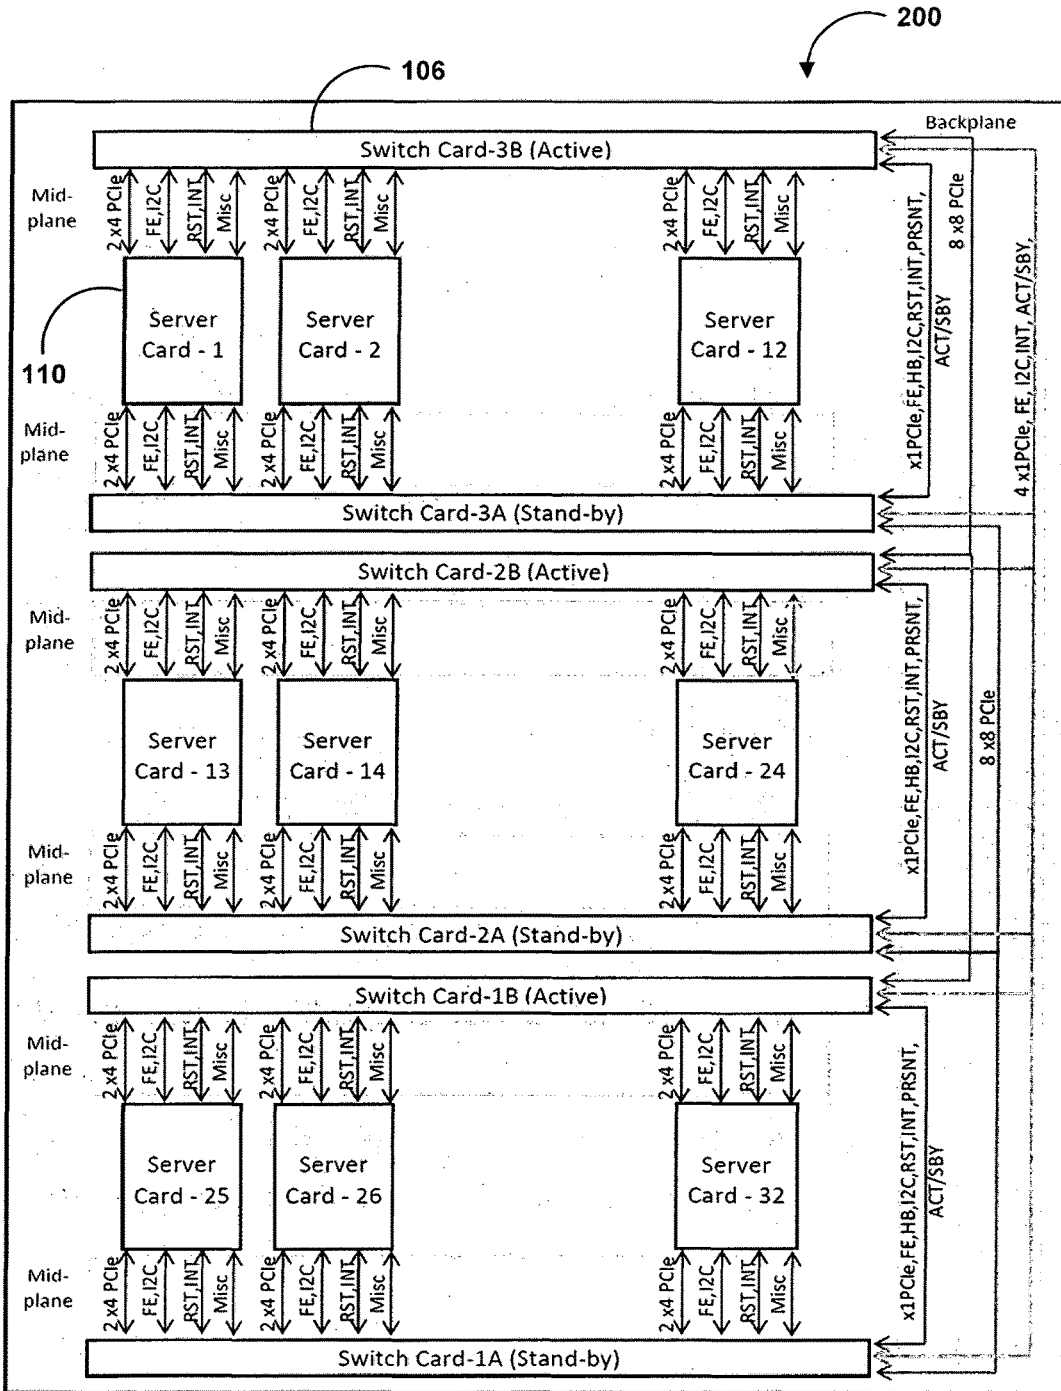 200
106
Backplane
Switch Card-3B (Active)
Mid-
plane
2 x4 PCIe
FE,I2C
RST,INT
Misc
2 x4 PCIe
FE,I2C
RST,INT
Misc
2 x4 PCIe
FE,I2C
RST,INT
Misc
Server
Card - 1
Server
Card - 2
Server
Card - 12
110
Mid-
plane
2 x4 PCIe
FE,I2C
RST,INT
Misc
2 x4 PCIe
FE,I2C
RST,INT
Misc
2 x4 PCIe
FE,I2C
RST,INT
Misc
x1PCIe,FE,HB,I2C,RST,INT,PRSNT,
ACT/SBY
8 x8 PCIe
4 x1PCIe, FE, I2C,INT, ACT/SBY,
Switch Card-3A (Stand-by)
Switch Card-2B (Active)
Mid-
plane
2 x4 PCIe
FE,I2C
RST,INT
Misc
2 x4 PCIe
FE,I2C
RST,INT
Misc
2 x4 PCIe
FE,I2C
RST,INT
Misc
Server
Card - 13
Server
Card - 14
Server
Card - 24
Mid-
plane
2 x4 PCIe
FE,I2C
RST,INT
Misc
2 x4 PCIe
FE,I2C
RST,INT
Misc
2 x4 PCIe
FE,I2C
RST,INT
Misc
x1PCIe,FE,HB,I2C,RST,INT,PRSNT,
ACT/SBY
8 x8 PCIe
Switch Card-2A (Stand-by)
Switch Card-1B (Active)
Mid-
plane
2 x4 PCIe
FE,I2C
RST,INT
Misc
2 x4 PCIe
FE,I2C
RST,INT
Misc
2 x4 PCIe
FE,I2C
RST,INT
Misc
Server
Card - 25
Server
Card - 26
Server
Card - 32
Mid-
plane
2 x4 PCIe
FE,I2C
RST,INT
Misc
2 x4 PCIe
FE,I2C
RST,INT
Misc
2 x4 PCIe
FE,I2C
RST,INT
Misc
x1PCIe,FE,HB,I2C,RST,INT,PRSNT,
ACT/SBY
Switch Card-1A (Stand-by)